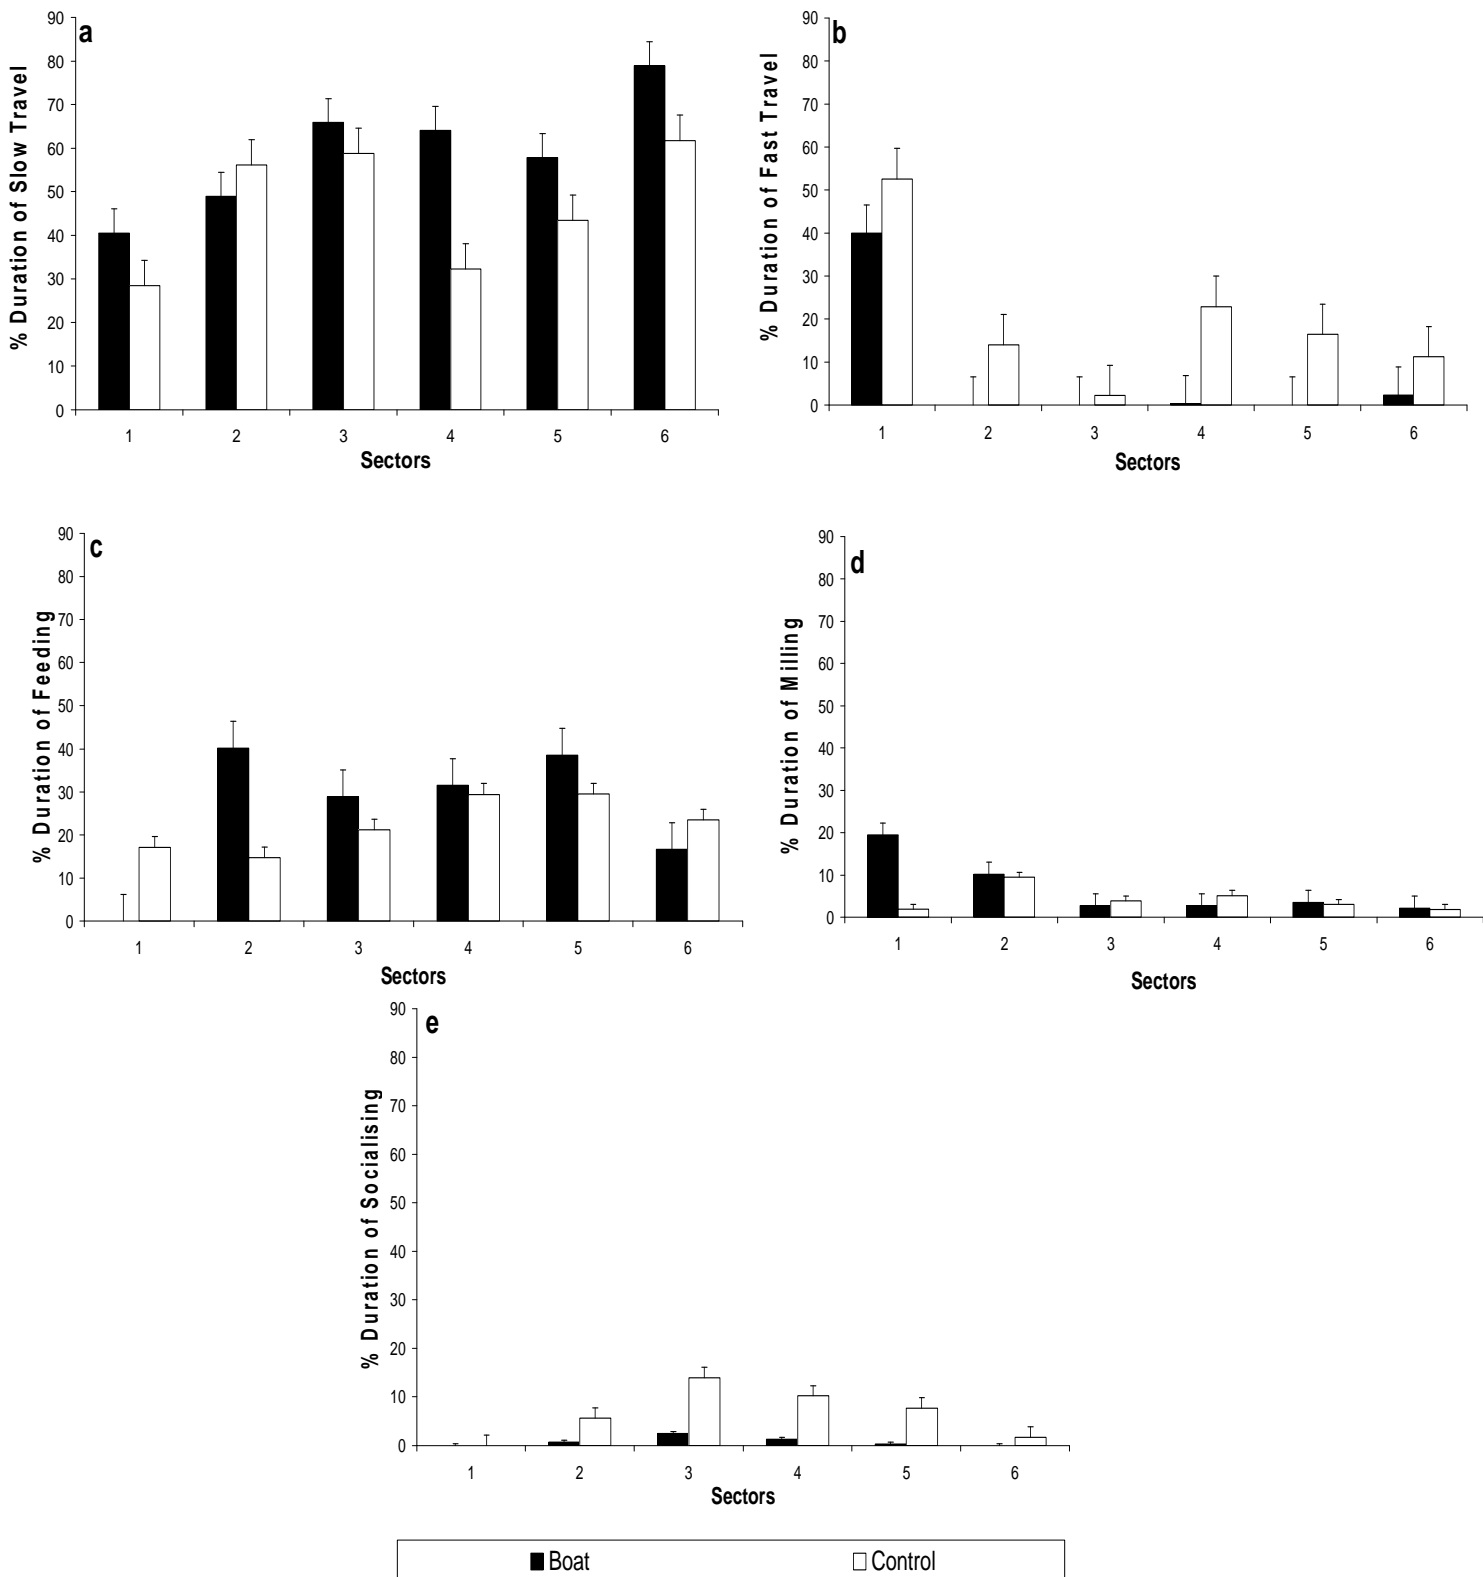 a
% Duration of Slow Travel
90
80
70
60
50
40
30
20
10
0
1 2 3 4 5 6
Sectors
b
% Duration of Fast Travel
90
80
70
60
50
40
30
20
10
0
1 2 3 4 5 6
Sectors
c
% Duration of Feeding
90
80
70
60
50
40
30
20
10
0
1 2 3 4 5 6
Sectors
d
% Duration of Milling
90
80
70
60
50
40
30
20
10
0
1 2 3 4 5 6
Sectors
e
% Duration of Socialising
90
80
70
60
50
40
30
20
10
0
1 2 3 4 5 6
Sectors
Boat Control